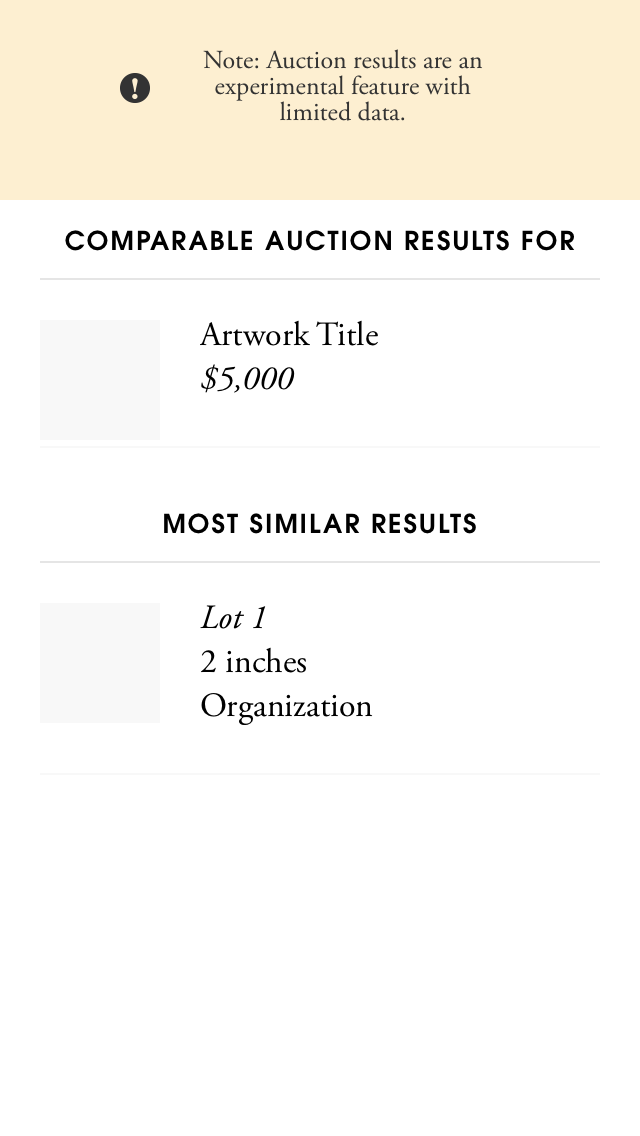 Note: Auction results are an
experimental feature with
limited data.
COMPARABLE AUCTION RESULTS FOR
Artwork Title
$5,000
MOST SIMILAR RESULTS
Lot 1
2 inches
Organization